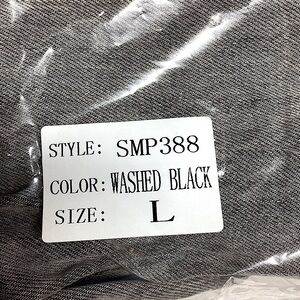 STYLE: SMP388
COLOR: WASHED BLACK
SIZE: L